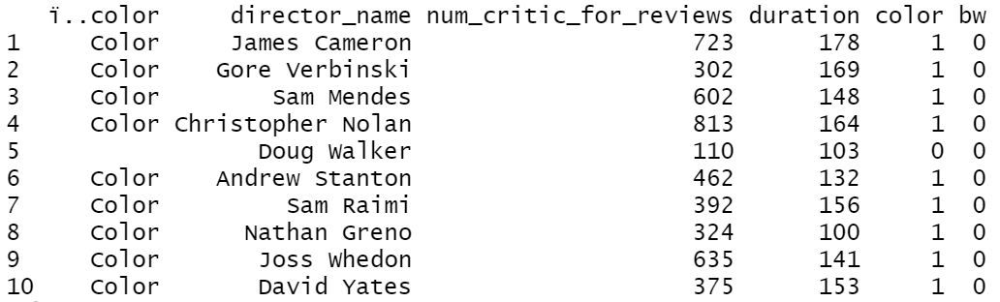 ï..color director_name num_critic_for_reviews duration color bw
1 Color James Cameron 723 178 1 0
2 Color Gore Verbinski 302 169 1 0
3 Color Sam Mendes 602 148 1 0
4 Color Christopher Nolan 813 164 1 0
5 Doug Walker 110 103 0 0
6 Color Andrew Stanton 462 132 1 0
7 Color Sam Raimi 392 156 1 0
8 Color Nathan Greno 324 100 1 0
9 Color Joss Whedon 635 141 1 0
10 Color David Yates 375 153 1 0